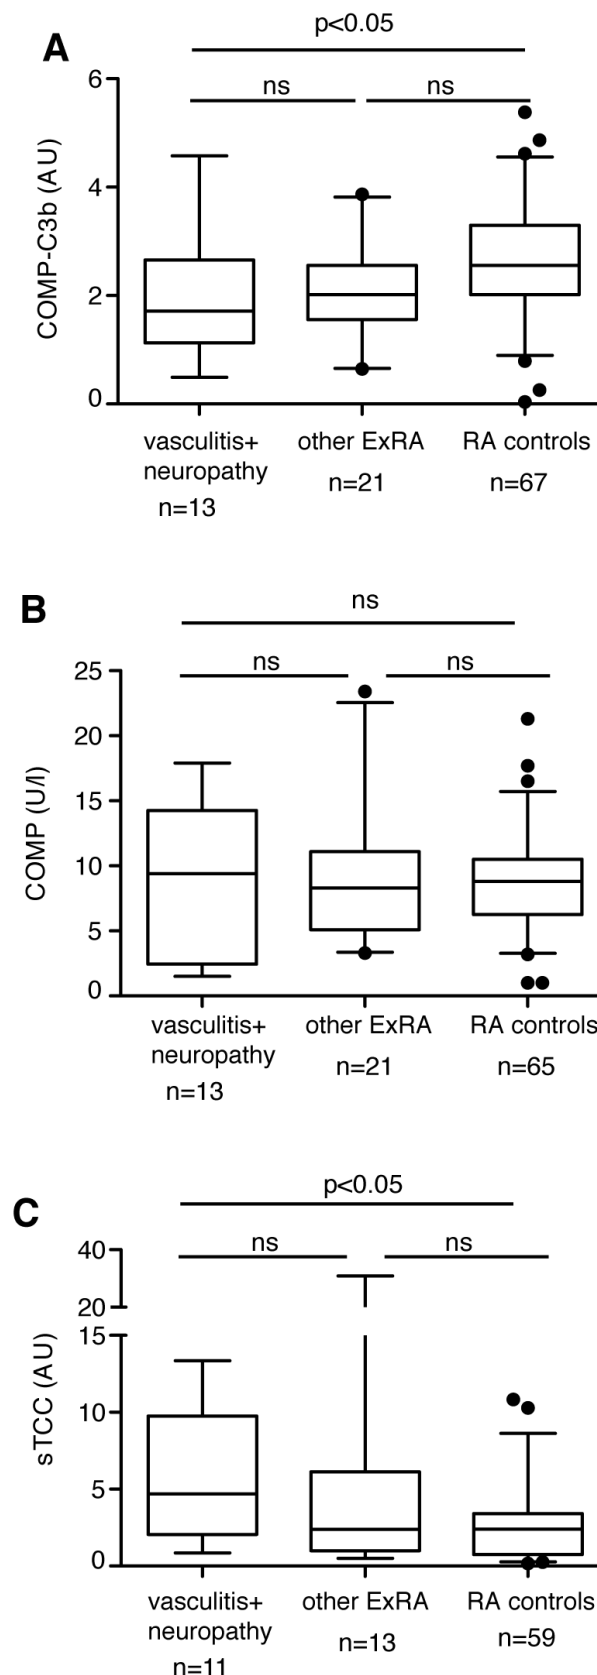 A
p<0.05
ns ns
6
4
2
0
COMP-C3b (AU)
vasculitis+ other ExRA RA controls
neuropathy
n=13 n=21 n=67
B
ns
ns ns
25
20
15
10
5
0
COMP (U/l)
vasculitis+ other ExRA RA controls
neuropathy
n=13 n=21 n=65
C
p<0.05
ns ns
40
20
15
10
5
0
sTCC (AU)
vasculitis+ other ExRA RA controls
neuropathy
n=11 n=13 n=59